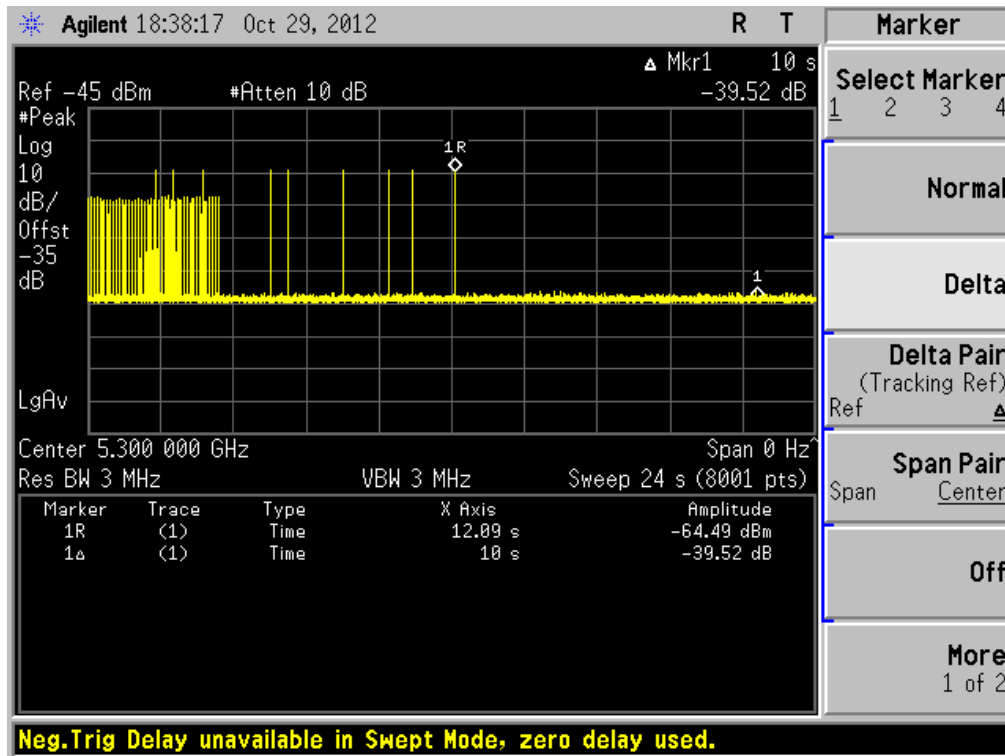 Agilent 18:38:17 Oct 29, 2012 R T
Δ Mkr1 10 s
Ref -45 dBm #Atten 10 dB -39.52 dB
#Peak
Log
10
dB/
Offst
-35
dB
LgAv
1R
1
Center 5.300 000 GHz Span 0 Hz^
Res BW 3 MHz VBW 3 MHz Sweep 24 s (8001 pts)
Marker Trace Type X Axis Amplitude
1R (1) Time 12.09 s -64.49 dBm
1Δ (1) Time 10 s -39.52 dB
Neg.Trig Delay unavailable in Swept Mode, zero delay used.
Marker
Select Marker
1 2 3 4
Normal
Delta
Delta Pair
(Tracking Ref)
Ref Δ
Span Pair
Span Center
Off
More
1 of 2